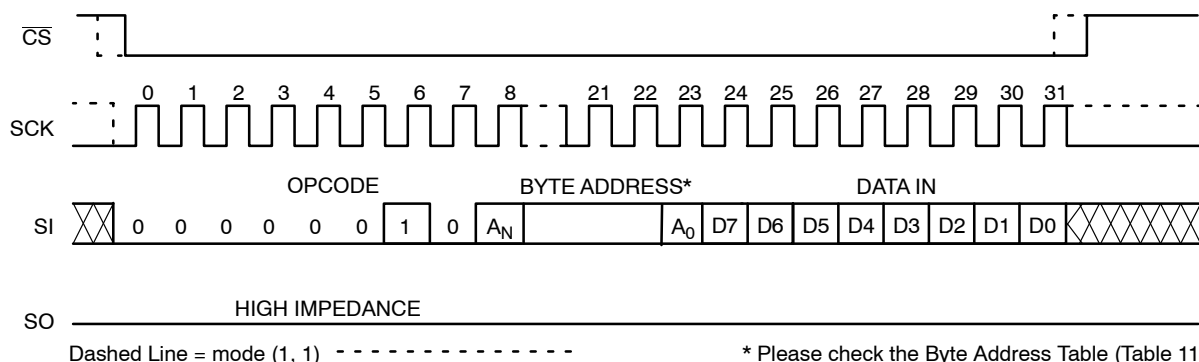 CS
0 1 2 3 4 5 6 7 8 21 22 23 24 25 26 27 28 29 30 31
SCK
OPCODE BYTE ADDRESS* DATA IN
SI 0 0 0 0 0 0 1 0 AN A0 D7 D6 D5 D4 D3 D2 D1 D0
HIGH IMPEDANCE
SO
Dashed Line = mode (1, 1) * Please check the Byte Address Table (Table 11